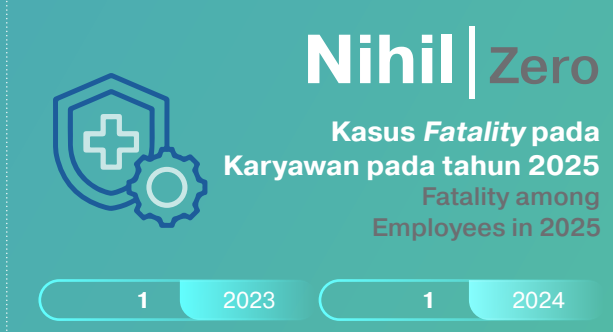 Nihil | Zero
Kasus Fatality pada
Karyawan pada tahun 2025
Fatality among
Employees in 2025
1 2023 1 2024